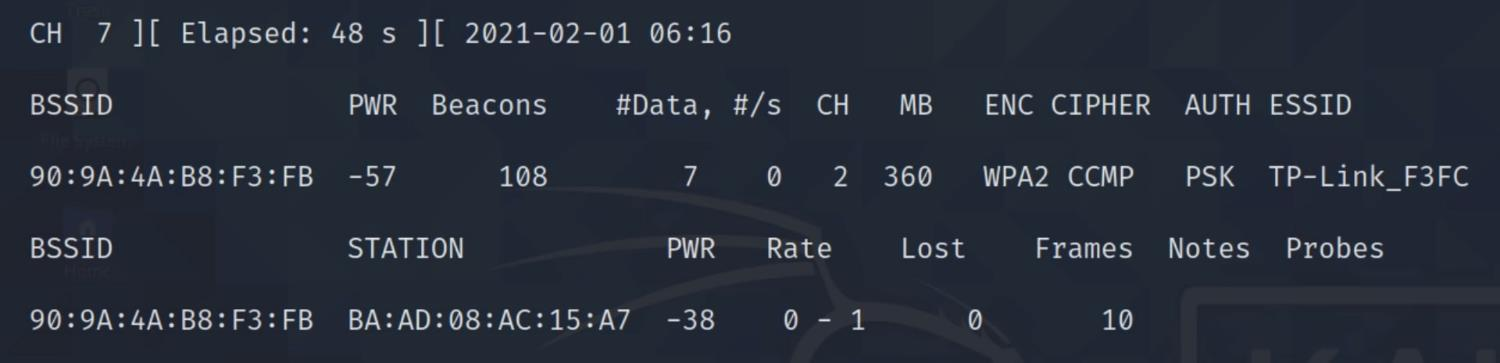 CH  7 ][ Elapsed: 48 s ][ 2021-02-01 06:16
BSSID              PWR  Beacons    #Data, #/s  CH   MB   ENC CIPHER  AUTH ESSID
90:9A:4A:B8:F3:FB  -57      108        7    0   2  360   WPA2 CCMP   PSK  TP-Link_F3FC
BSSID              STATION            PWR   Rate    Lost    Frames  Notes  Probes
90:9A:4A:B8:F3:FB  BA:AD:08:AC:15:A7  -38    0 - 1      0       10
File System
Home